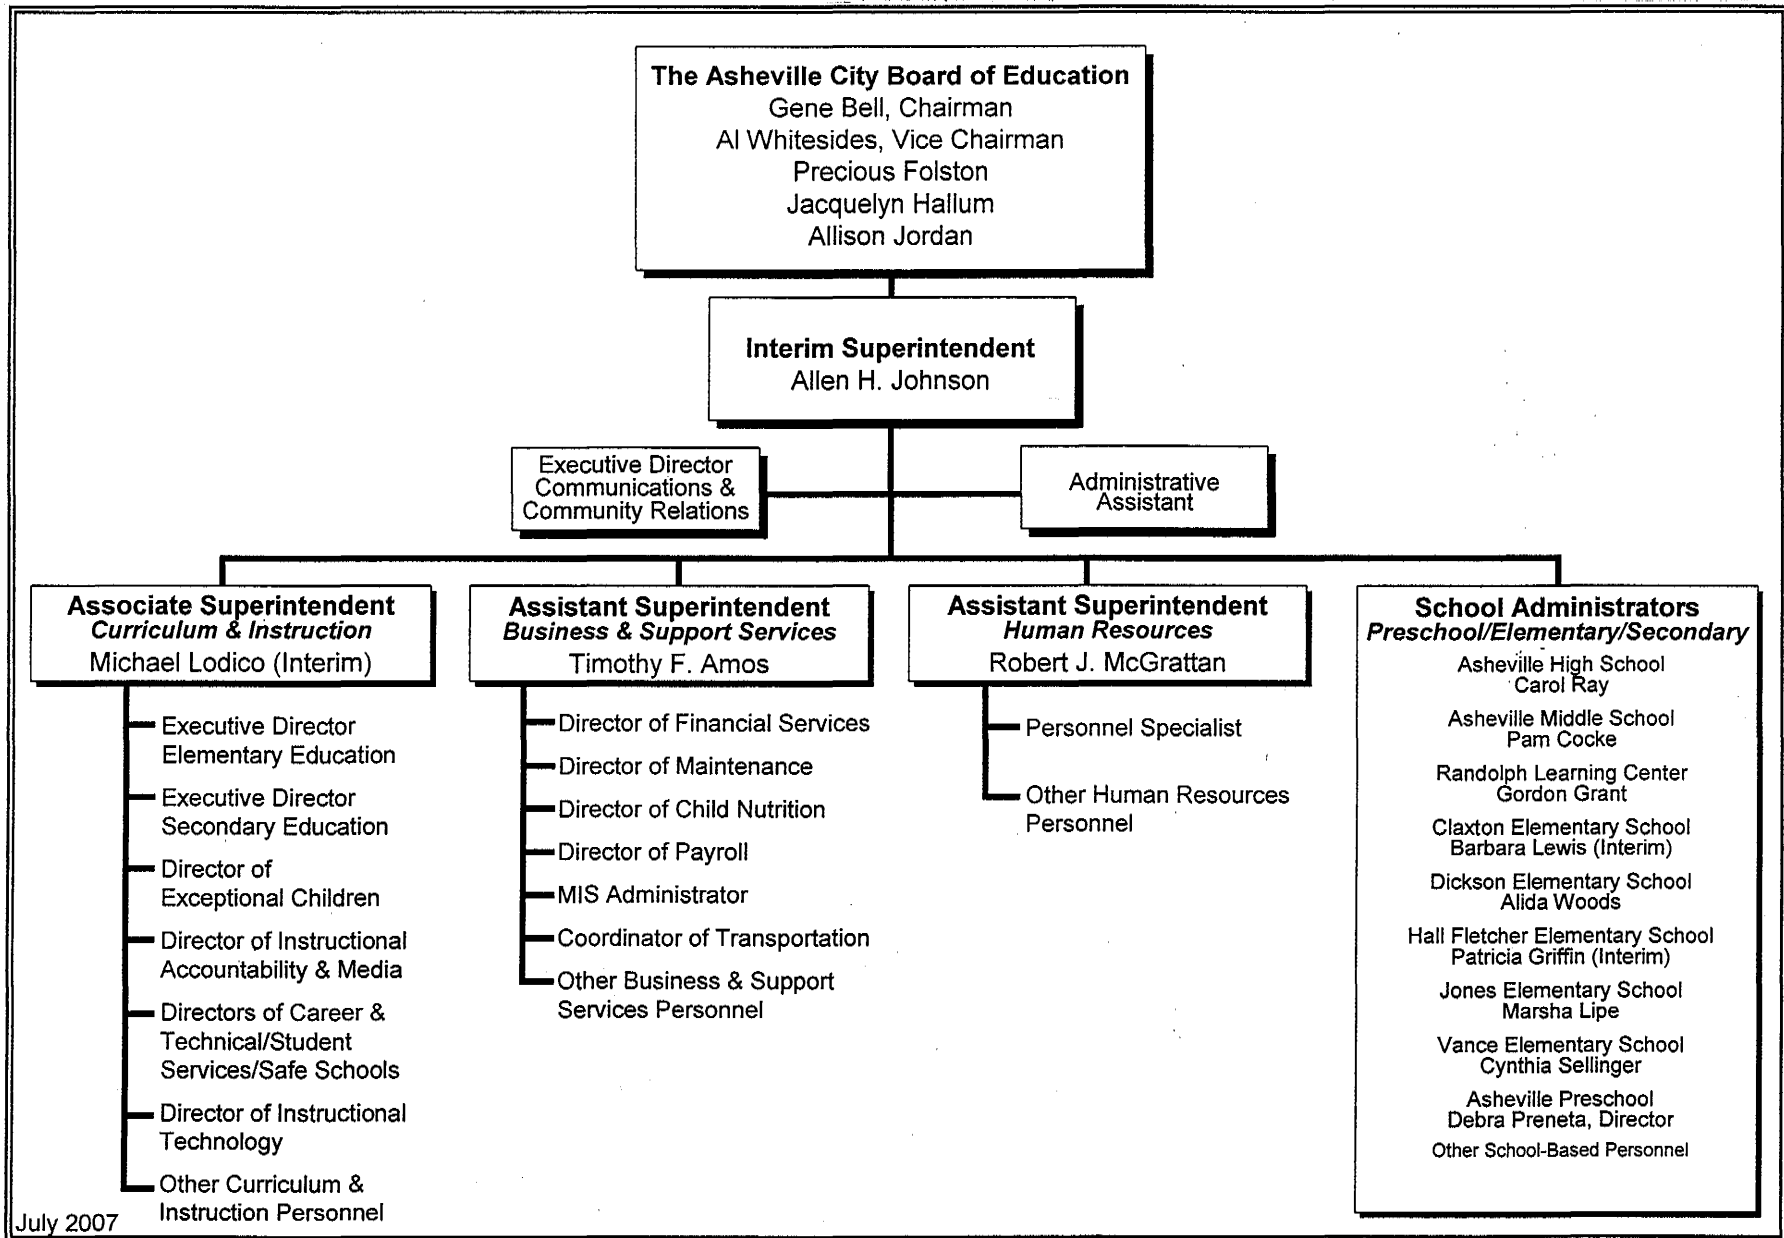 The Asheville City Board of Education
Gene Bell, Chairman
Al Whitesides, Vice Chairman
Precious Folston
Jacquelyn Hallum
Allison Jordan
Interim Superintendent
Allen H. Johnson
Executive Director
Communications &
Community Relations
Administrative
Assistant
Associate Superintendent
Curriculum & Instruction
Michael Lodico (Interim)
Executive Director
Elementary Education
Executive Director
Secondary Education
Director of
Exceptional Children
Director of Instructional
Accountability & Media
Directors of Career &
Technical/Student
Services/Safe Schools
Director of Instructional
Technology
Other Curriculum &
Instruction Personnel
Assistant Superintendent
Business & Support Services
Timothy F. Amos
Director of Financial Services
Director of Maintenance
Director of Child Nutrition
Director of Payroll
MIS Administrator
Coordinator of Transportation
Other Business & Support
Services Personnel
Assistant Superintendent
Human Resources
Robert J. McGrattan
Personnel Specialist
Other Human Resources
Personnel
School Administrators
Preschool/Elementary/Secondary
Asheville High School
Carol Ray
Asheville Middle School
Pam Cocke
Randolph Learning Center
Gordon Grant
Claxton Elementary School
Barbara Lewis (Interim)
Dickson Elementary School
Alida Woods
Hall Fletcher Elementary School
Patricia Griffin (Interim)
Jones Elementary School
Marsha Lipe
Vance Elementary School
Cynthia Sellinger
Asheville Preschool
Debra Preneta, Director
Other School-Based Personnel
July 2007